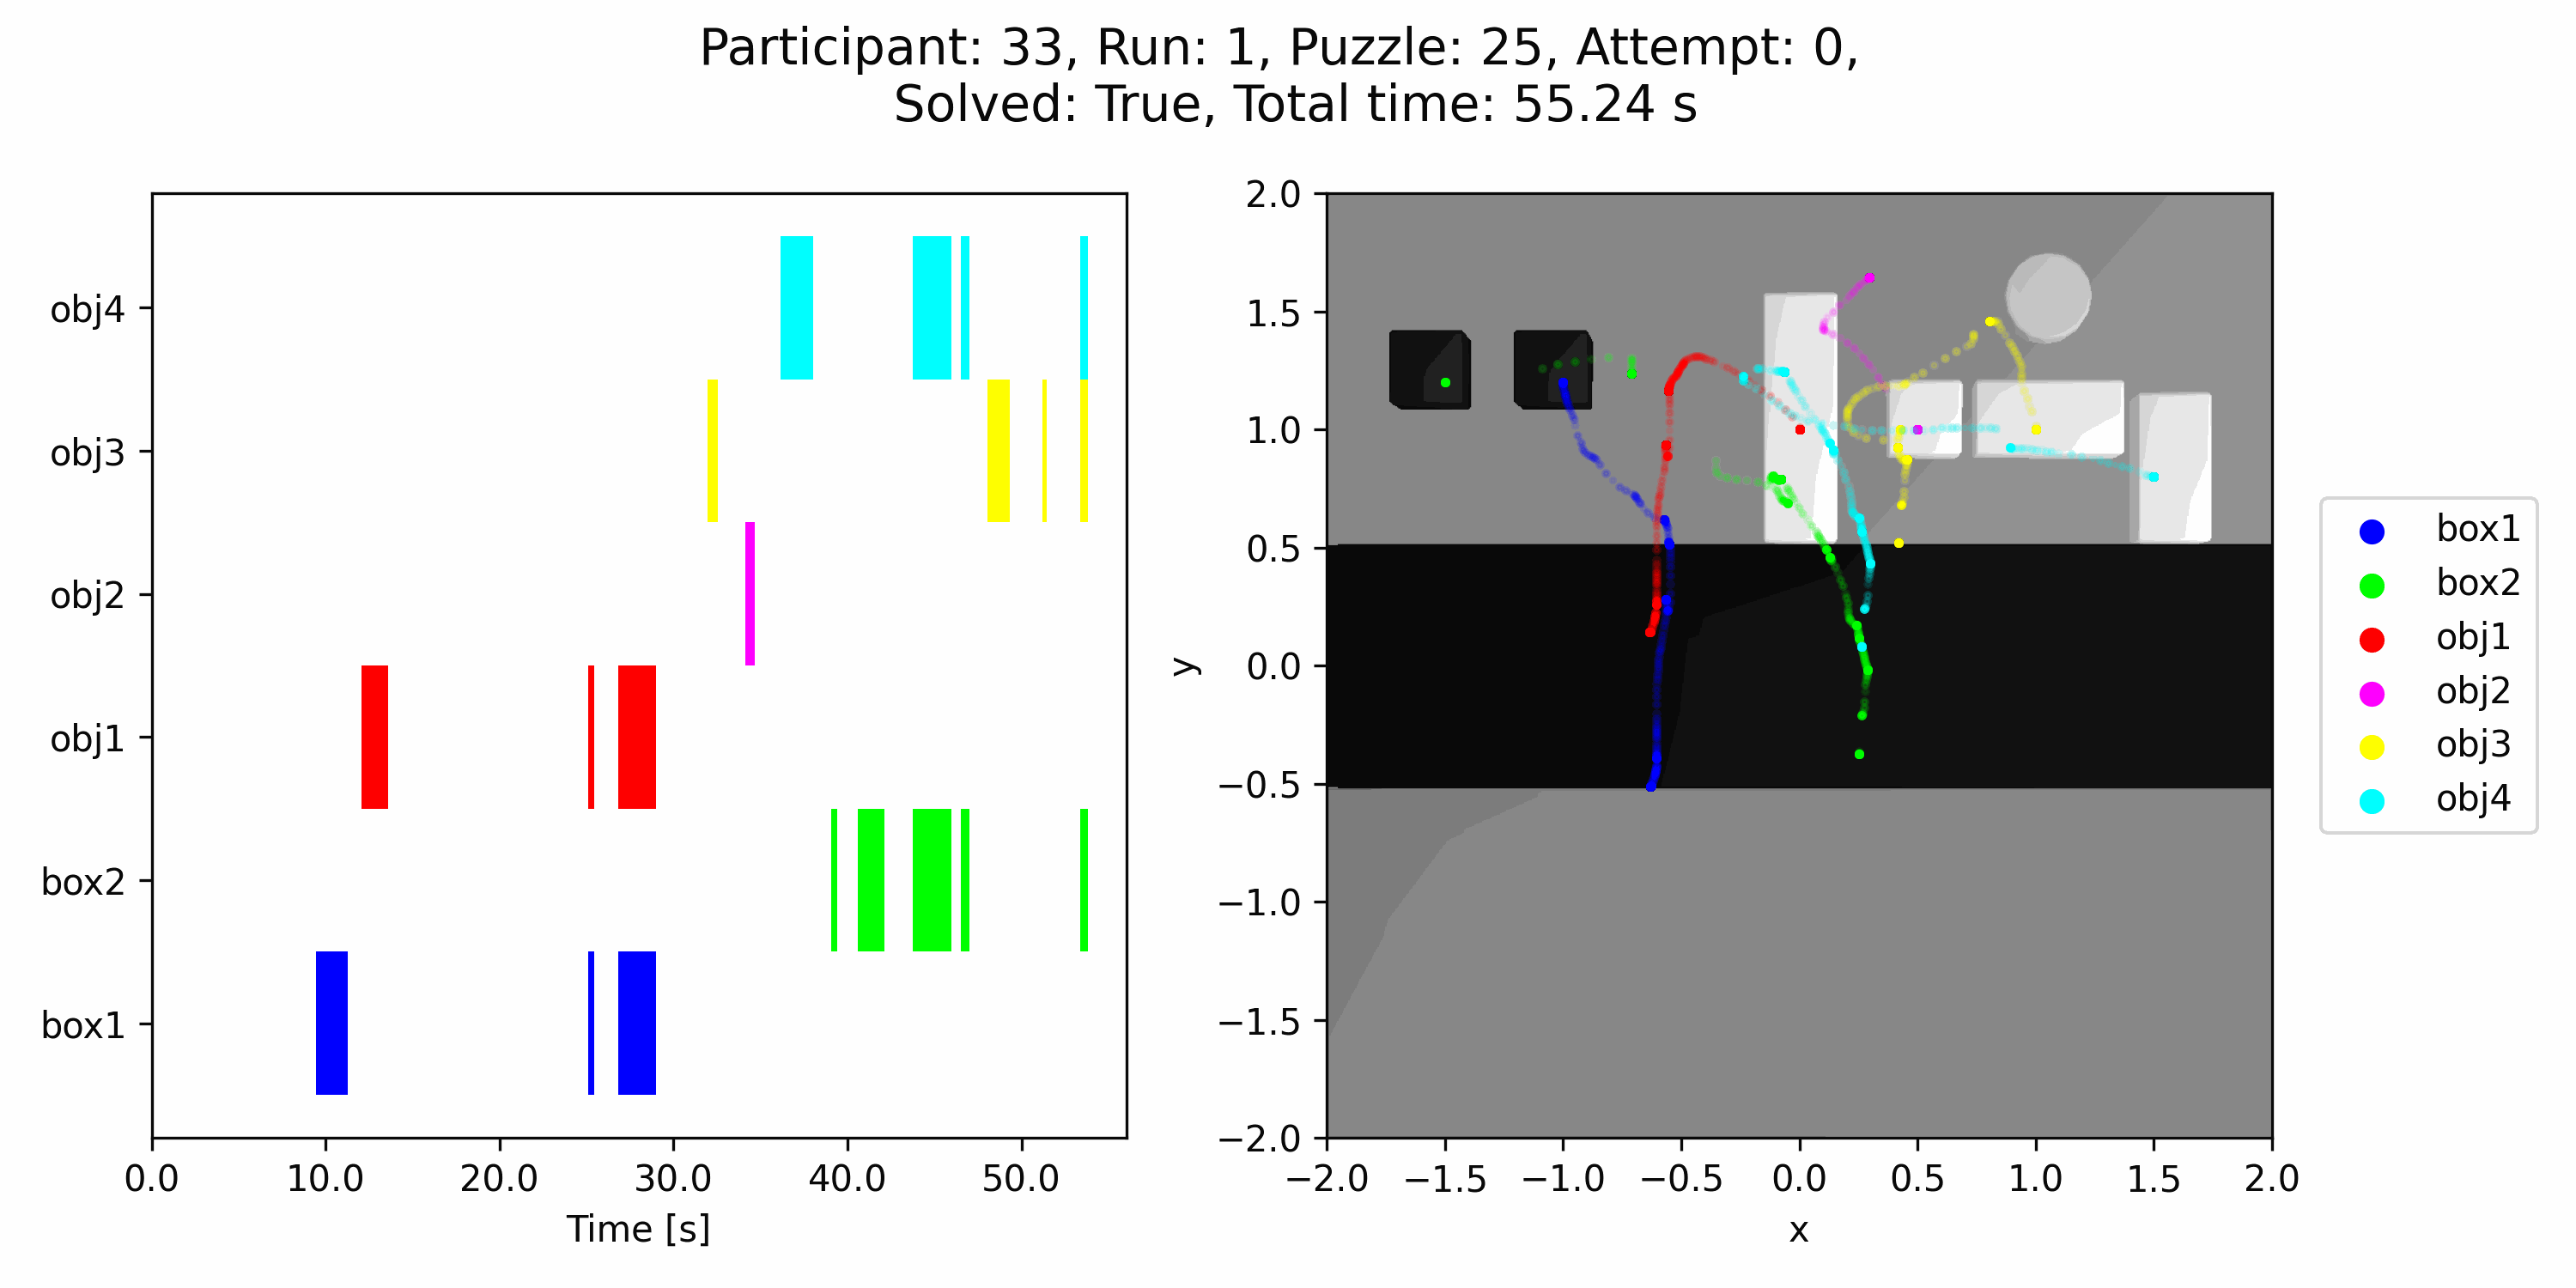 Participant: 33, Run: 1, Puzzle: 25, Attempt: 0,
Solved: True, Total time: 55.24 s
obj4
obj3
obj2
obj1
box2
box1
0.0 10.0 20.0 30.0 40.0 50.0
Time [s]
2.0
1.5
1.0
0.5
0.0
−0.5
−1.0
−1.5
−2.0
y
−2.0 −1.5 −1.0 −0.5 0.0 0.5 1.0 1.5 2.0
x
box1
box2
obj1
obj2
obj3
obj4